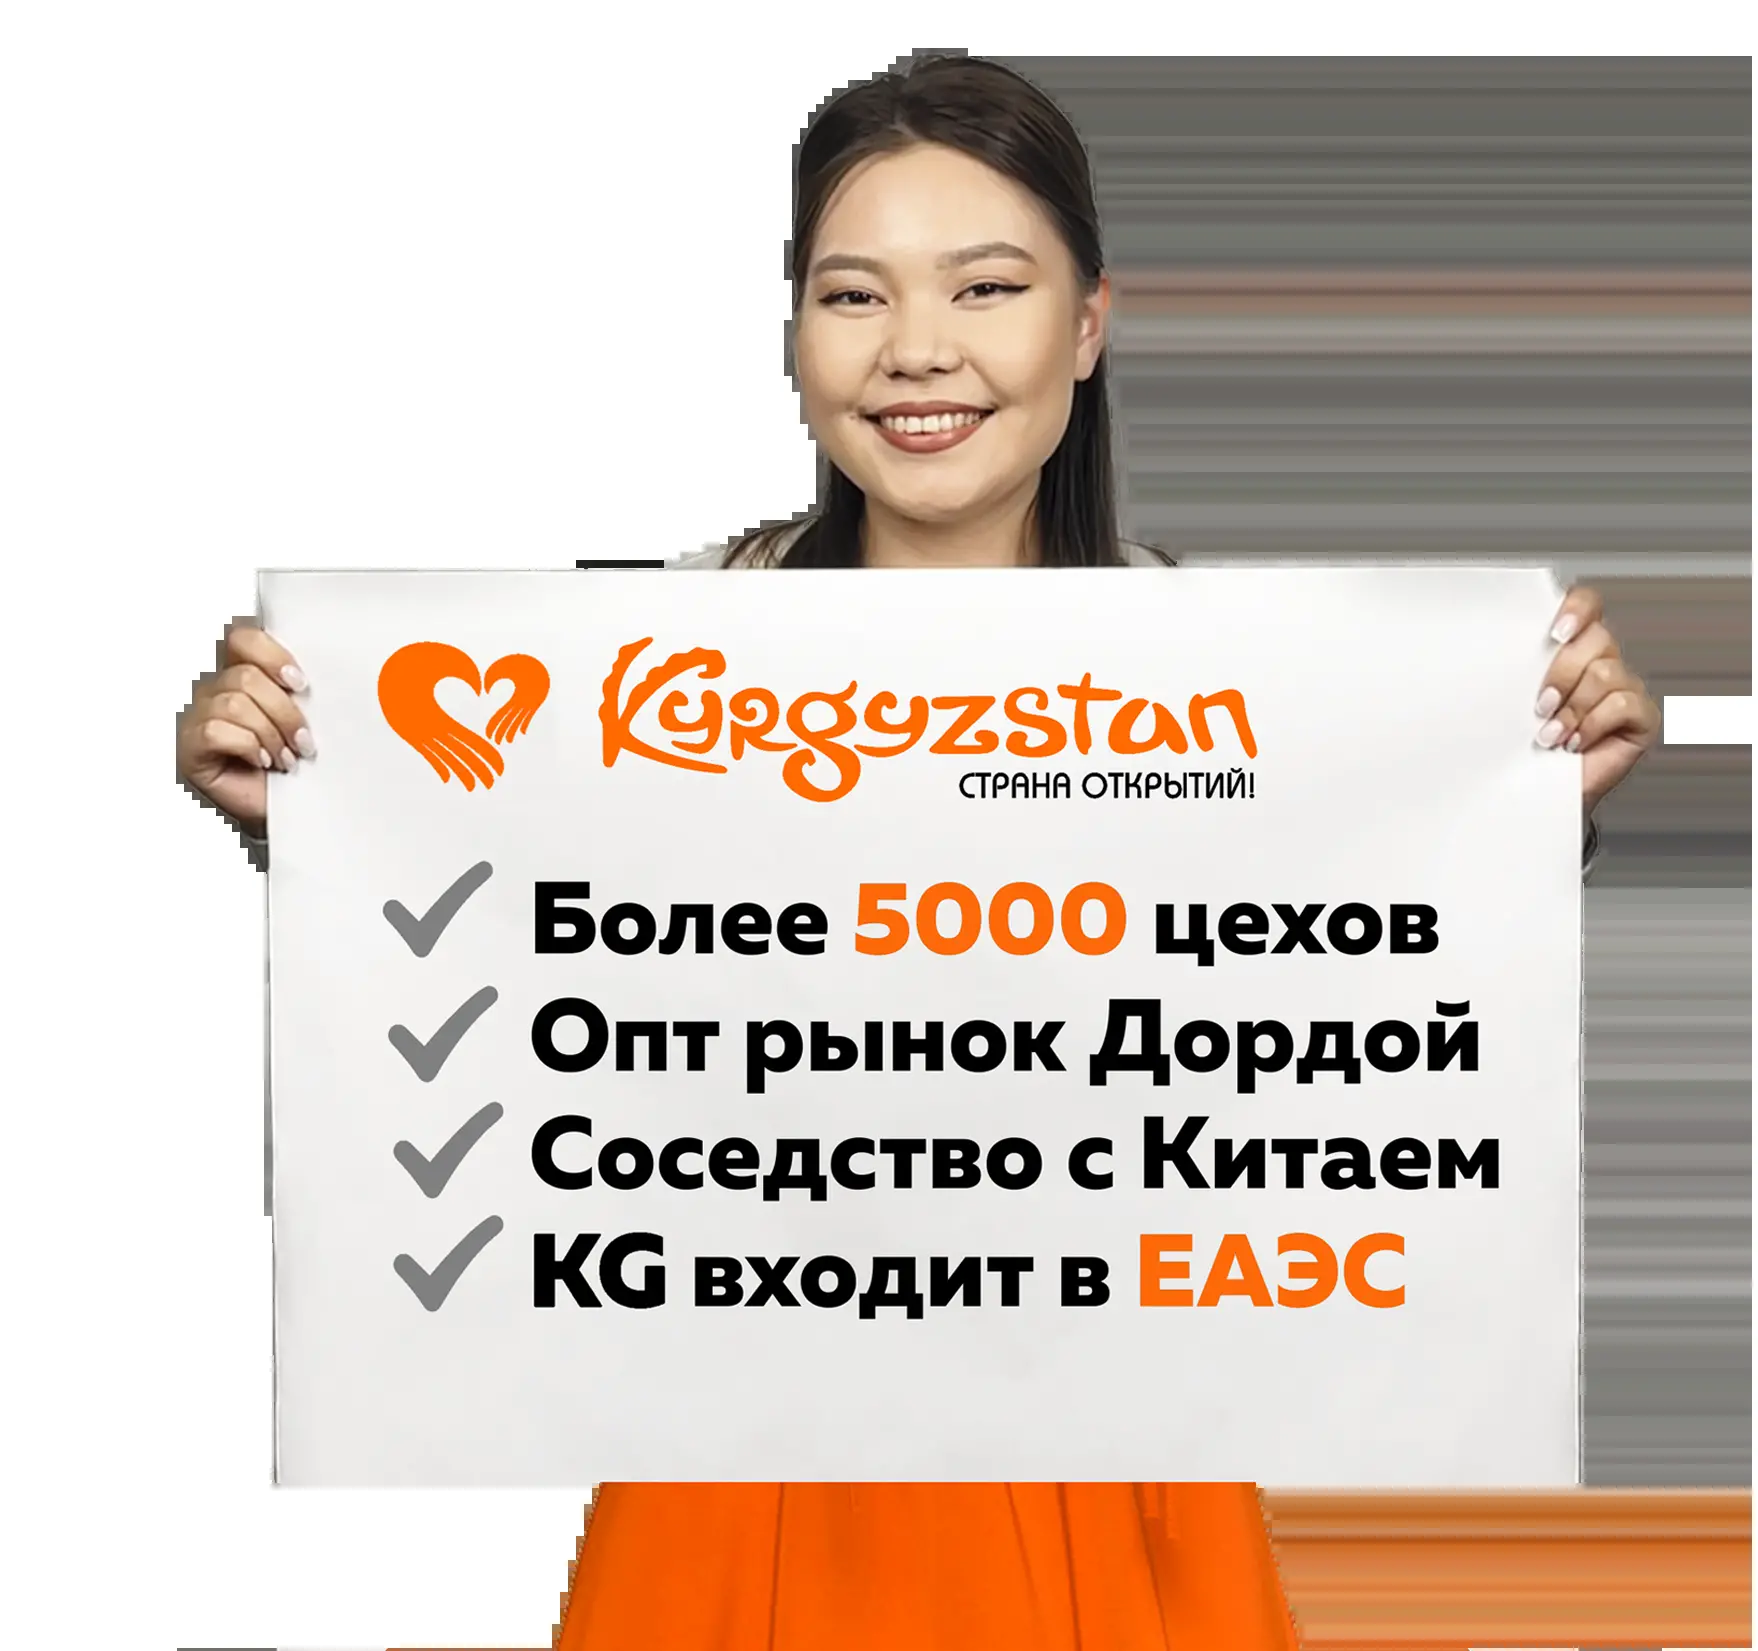 Kyrgyzstan
СТРАНА ОТКРЫТИЙ!
Более 5000 цехов
Опт рынок Дордой
Соседство с Китаем
KG входит в ЕАЭС